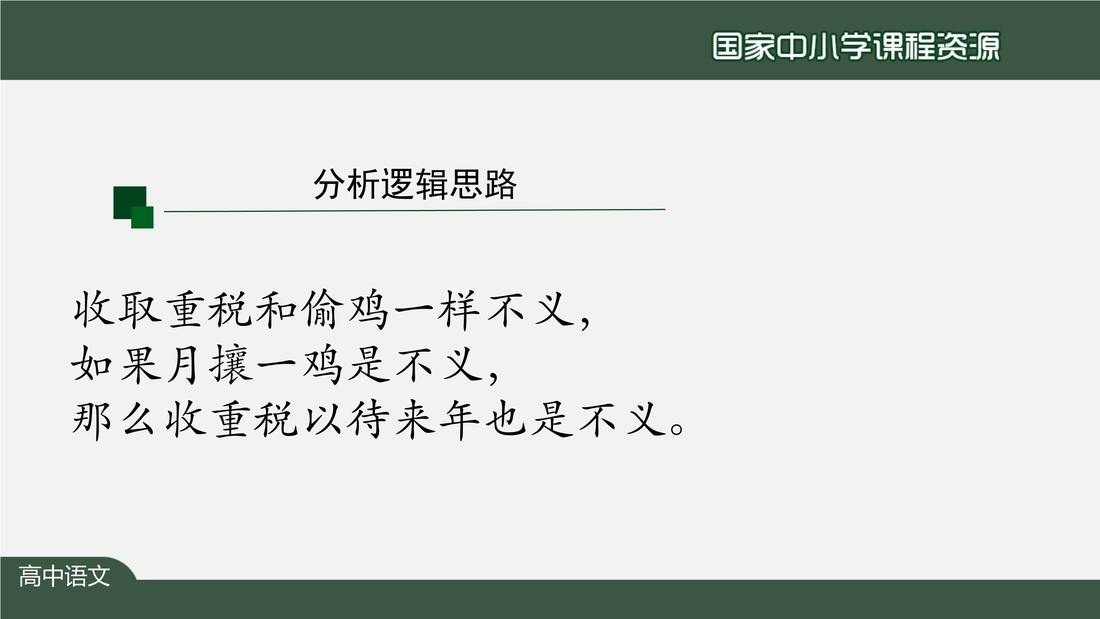 国家中小学课程资源
分析逻辑思路
收取重税和偷鸡一样不义，
如果月攘一鸡是不义，
那么收重税以待来年也是不义。
高中语文